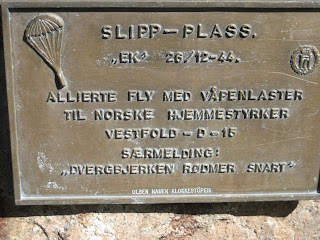 SLIPP-PLASS.
„EK" 26/12-44.
ALLIERTE FLY MED VÅPENLASTER
TIL NORSKE HJEMMESTYRKER
VESTFOLD-D-15
SÆRMELDING:
„DVERGBJERKEN RØDMER SNART"
OLSEN NAUEN KLOKKESTØPERI